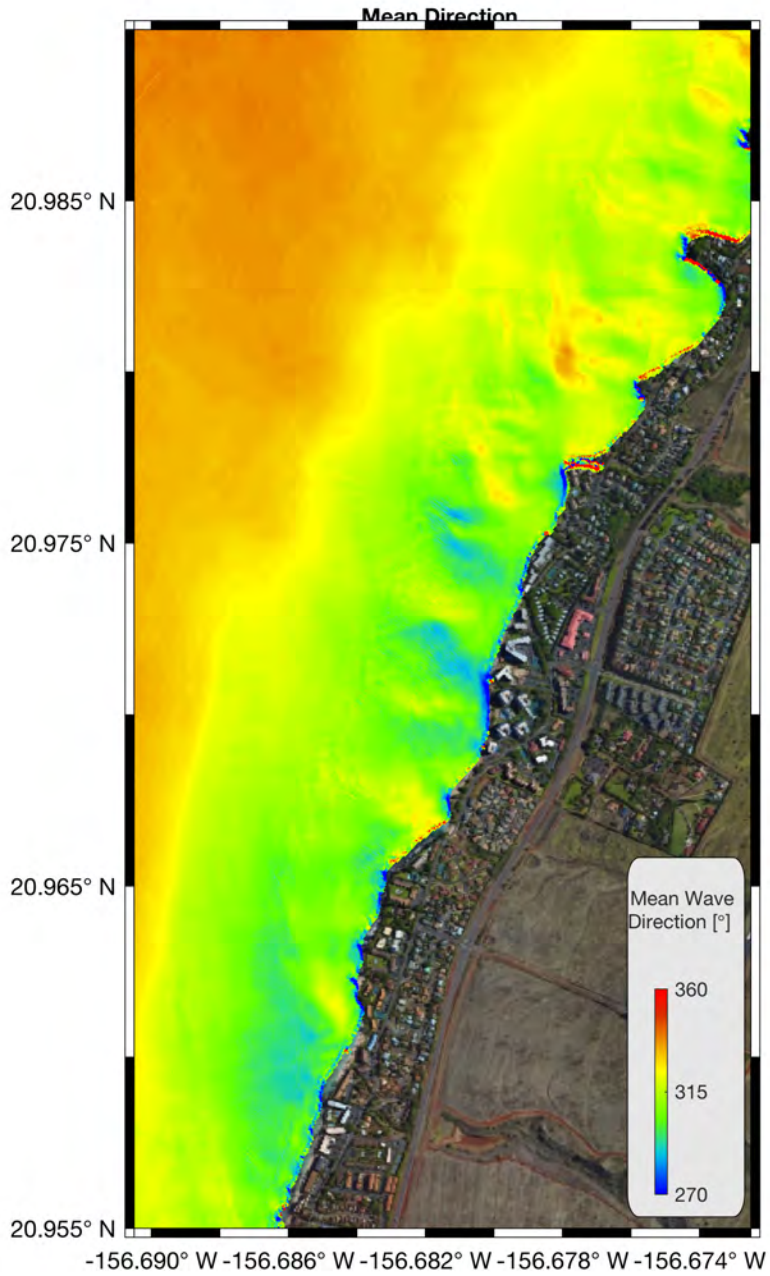 Mean Direction
20.985° N
20.975° N
20.965° N
20.955° N
Mean Wave
Direction [°]
360
315
270
-156.690° W -156.686° W -156.682° W -156.678° W -156.674° W